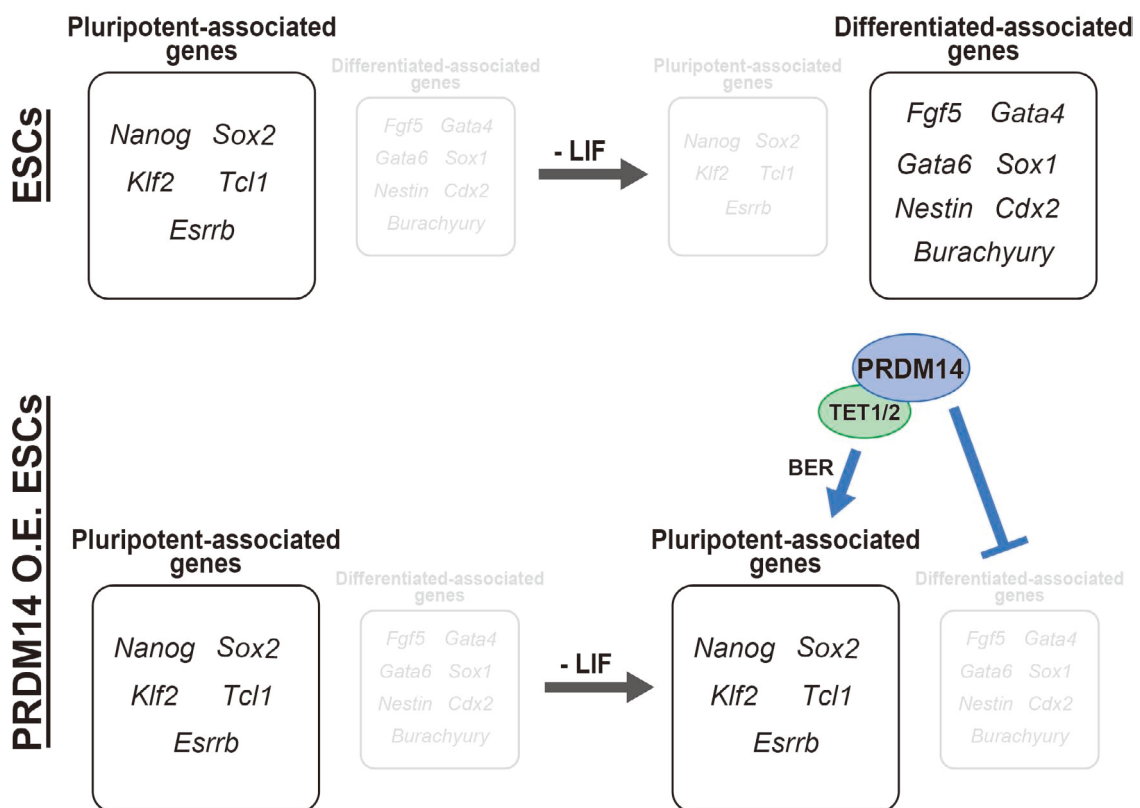 Pluripotent-associated
genes
Differentiated-associated
genes
Pluripotent-associated
genes
Differentiated-associated
genes
ESCs
Nanog Sox2
Klf2 Tcl1
Esrrb
Fgf5 Gata4
Gata6 Sox1
Nestin Cdx2
Burachyury
- LIF
Nanog Sox2
Klf2 Tcl1
Esrrb
Fgf5 Gata4
Gata6 Sox1
Nestin Cdx2
Burachyury
PRDM14
TET1/2
BER
PRDM14 O.E. ESCs
Pluripotent-associated
genes
Differentiated-associated
genes
Pluripotent-associated
genes
Differentiated-associated
genes
Nanog Sox2
Klf2 Tcl1
Esrrb
Fgf5 Gata4
Gata6 Sox1
Nestin Cdx2
Burachyury
- LIF
Nanog Sox2
Klf2 Tcl1
Esrrb
Fgf5 Gata4
Gata6 Sox1
Nestin Cdx2
Burachyury